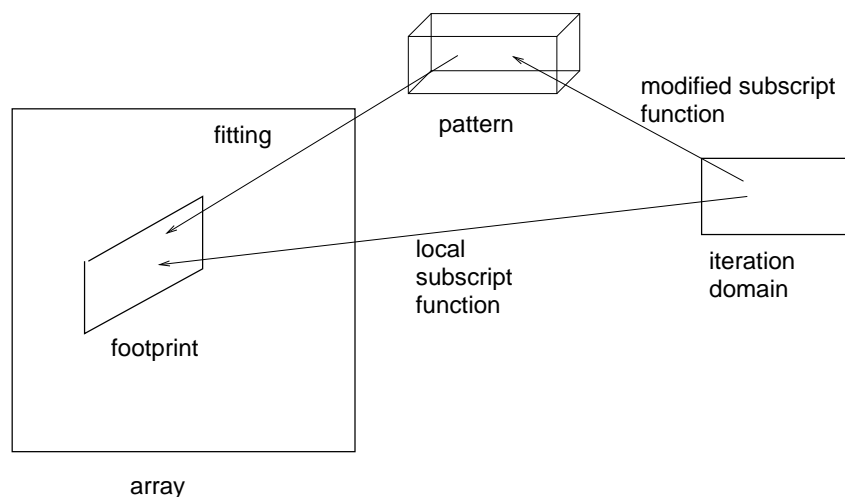 modified subscript
function
pattern
fitting
local
subscript
function
iteration
domain
footprint
array